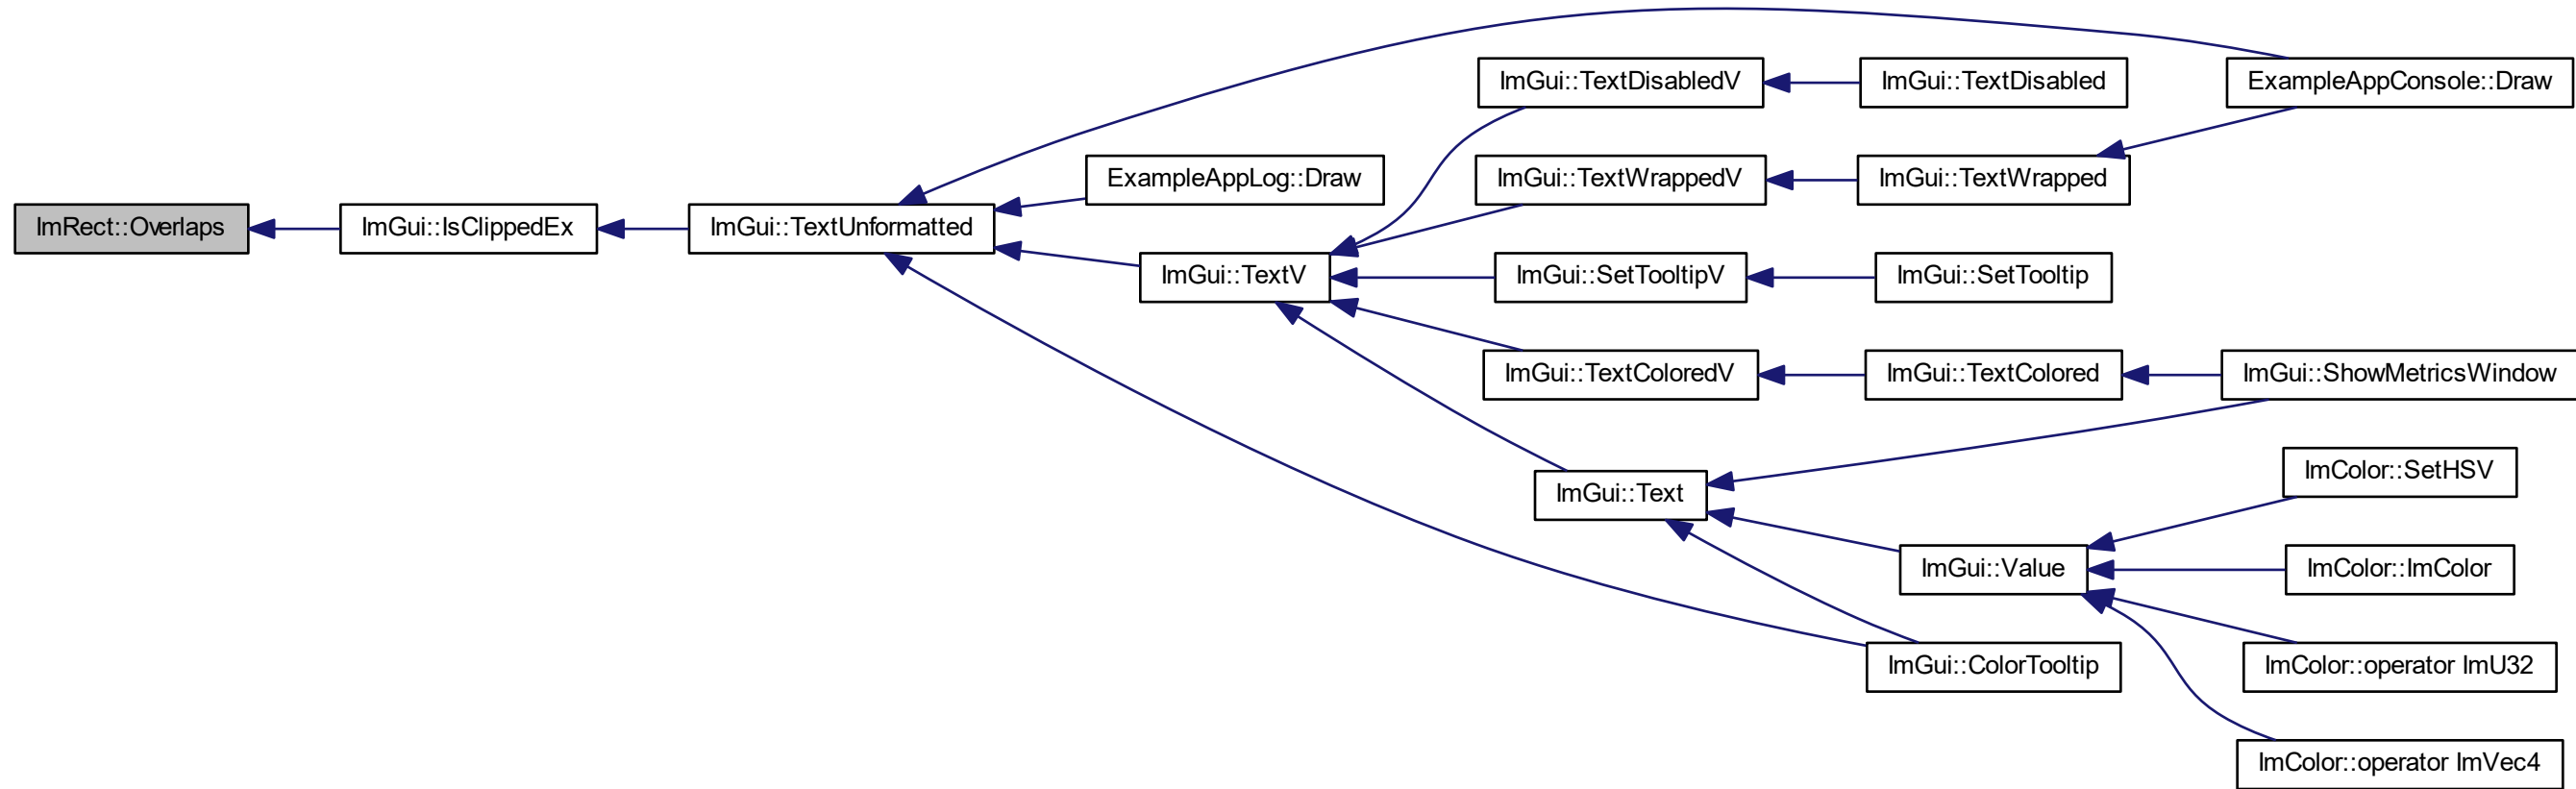 ImRect::Overlaps
ImGui::IsClippedEx
ImGui::TextUnformatted
ExampleAppLog::Draw
ImGui::TextV
ImGui::TextDisabledV
ImGui::TextDisabled
ExampleAppConsole::Draw
ImGui::TextWrappedV
ImGui::TextWrapped
ImGui::SetTooltipV
ImGui::SetTooltip
ImGui::TextColoredV
ImGui::TextColored
ImGui::ShowMetricsWindow
ImGui::Text
ImColor::SetHSV
ImGui::Value
ImColor::ImColor
ImGui::ColorTooltip
ImColor::operator ImU32
ImColor::operator ImVec4